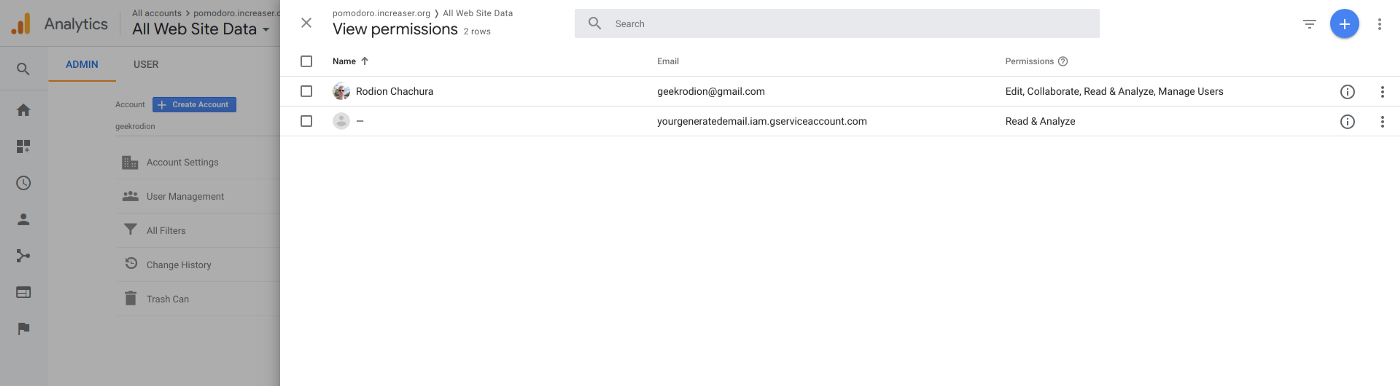 Analytics
All accounts > pomodoro.increaser.o
All Web Site Data
ADMIN
USER
Account
Create Account
geekrodion
Account Settings
User Management
All Filters
Change History
Trash Can
pomodoro.increaser.org > All Web Site Data
View permissions 2 rows
Search
Name Email Permissions
Rodion Chachura geekrodion@gmail.com Edit, Collaborate, Read & Analyze, Manage Users
— yourgeneratedemail.iam.gserviceaccount.com Read & Analyze